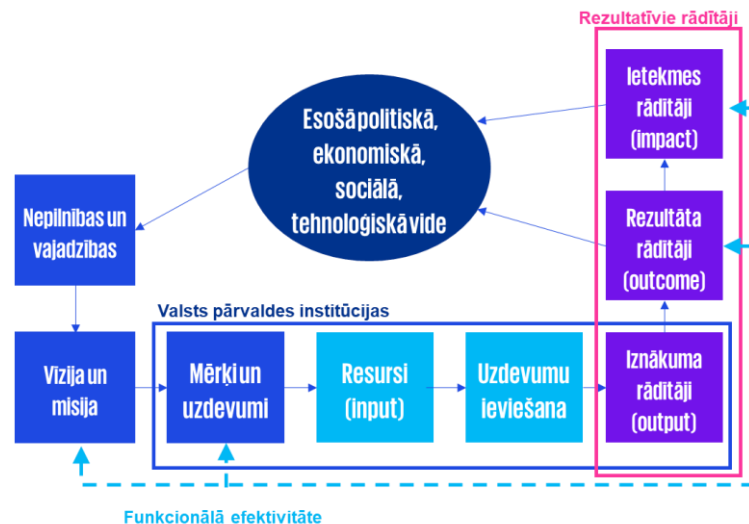 Rezultatīvie rādītāji
Ietekmes
rādītāji
(impact)
Esošā politiskā,
ekonomiskā,
sociālā,
tehnoloģiskā vide
Nepilnības un
vajadzības
Rezultāta
rādītāji
(outcome)
Valsts pārvaldes institūcijas
Vīzija un
misija
Mērķi un
uzdevumi
Resursi
(input)
Uzdevumu
ieviešana
Iznākuma
rādītāji
(output)
Funkcionālā efektivitāte